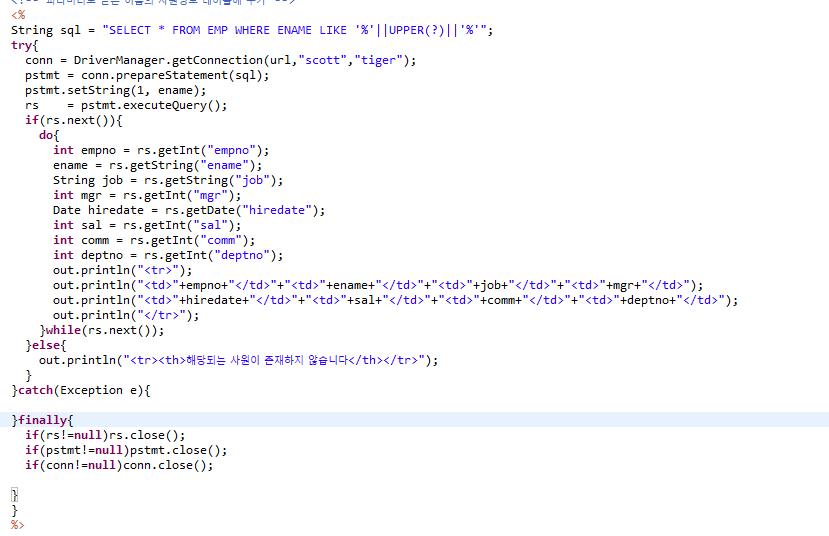 <%
String sql = "SELECT * FROM EMP WHERE ENAME LIKE '%'||UPPER(?)||'%'";
try{
  conn = DriverManager.getConnection(url,"scott","tiger");
  pstmt = conn.prepareStatement(sql);
  pstmt.setString(1, ename);
  rs    = pstmt.executeQuery();
  if(rs.next()){
    do{
      int empno = rs.getInt("empno");
      ename = rs.getString("ename");
      String job = rs.getString("job");
      int mgr = rs.getInt("mgr");
      Date hiredate = rs.getDate("hiredate");
      int sal = rs.getInt("sal");
      int comm = rs.getInt("comm");
      int deptno = rs.getInt("deptno");
      out.println("<tr>");
      out.println("<td>"+empno+"</td>"+"<td>"+ename+"</td>"+"<td>"+job+"</td>"+"<td>"+mgr+"</td>");
      out.println("<td>"+hiredate+"</td>"+"<td>"+sal+"</td>"+"<td>"+comm+"</td>"+"<td>"+deptno+"</td>");
      out.println("</tr>");
    }while(rs.next());
  }else{
    out.println("<tr><th>해당되는 사원이 존재하지 않습니다</th></tr>");
  }
}catch(Exception e){
}finally{
  if(rs!=null)rs.close();
  if(pstmt!=null)pstmt.close();
  if(conn!=null)conn.close();
}
}
%>